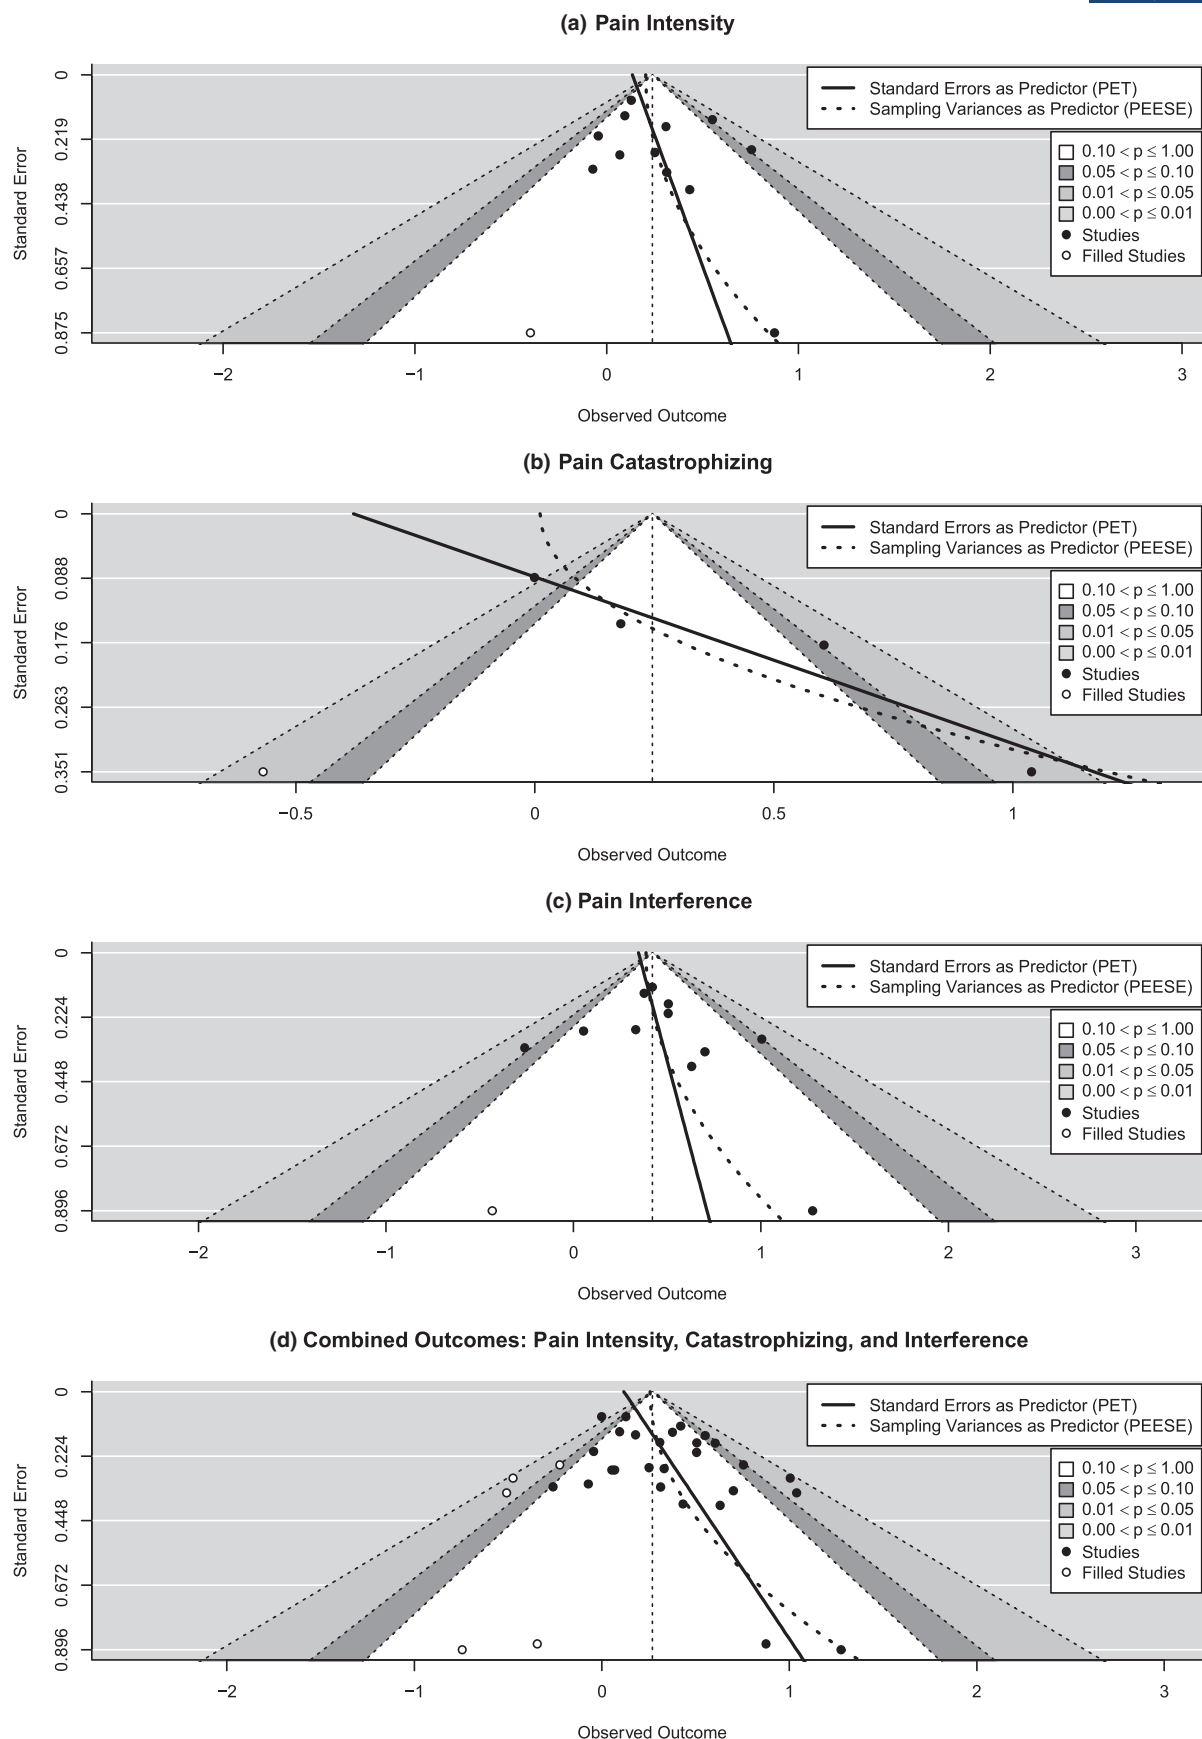 (a) Pain Intensity
Standard Errors as Predictor (PET)
Sampling Variances as Predictor (PEESE)
0.10 < p ≤ 1.00
0.05 < p ≤ 0.10
0.01 < p ≤ 0.05
0.00 < p ≤ 0.01
Studies
Filled Studies
Standard Error
0
0.219
0.438
0.657
0.875
−2 −1 0 1 2 3
Observed Outcome
(b) Pain Catastrophizing
Standard Errors as Predictor (PET)
Sampling Variances as Predictor (PEESE)
0.10 < p ≤ 1.00
0.05 < p ≤ 0.10
0.01 < p ≤ 0.05
0.00 < p ≤ 0.01
Studies
Filled Studies
Standard Error
0
0.088
0.176
0.263
0.351
−0.5 0 0.5 1
Observed Outcome
(c) Pain Interference
Standard Errors as Predictor (PET)
Sampling Variances as Predictor (PEESE)
0.10 < p ≤ 1.00
0.05 < p ≤ 0.10
0.01 < p ≤ 0.05
0.00 < p ≤ 0.01
Studies
Filled Studies
Standard Error
0
0.224
0.448
0.672
0.896
−2 −1 0 1 2 3
Observed Outcome
(d) Combined Outcomes: Pain Intensity, Catastrophizing, and Interference
Standard Errors as Predictor (PET)
Sampling Variances as Predictor (PEESE)
0.10 < p ≤ 1.00
0.05 < p ≤ 0.10
0.01 < p ≤ 0.05
0.00 < p ≤ 0.01
Studies
Filled Studies
Standard Error
0
0.224
0.448
0.672
0.896
−2 −1 0 1 2 3
Observed Outcome